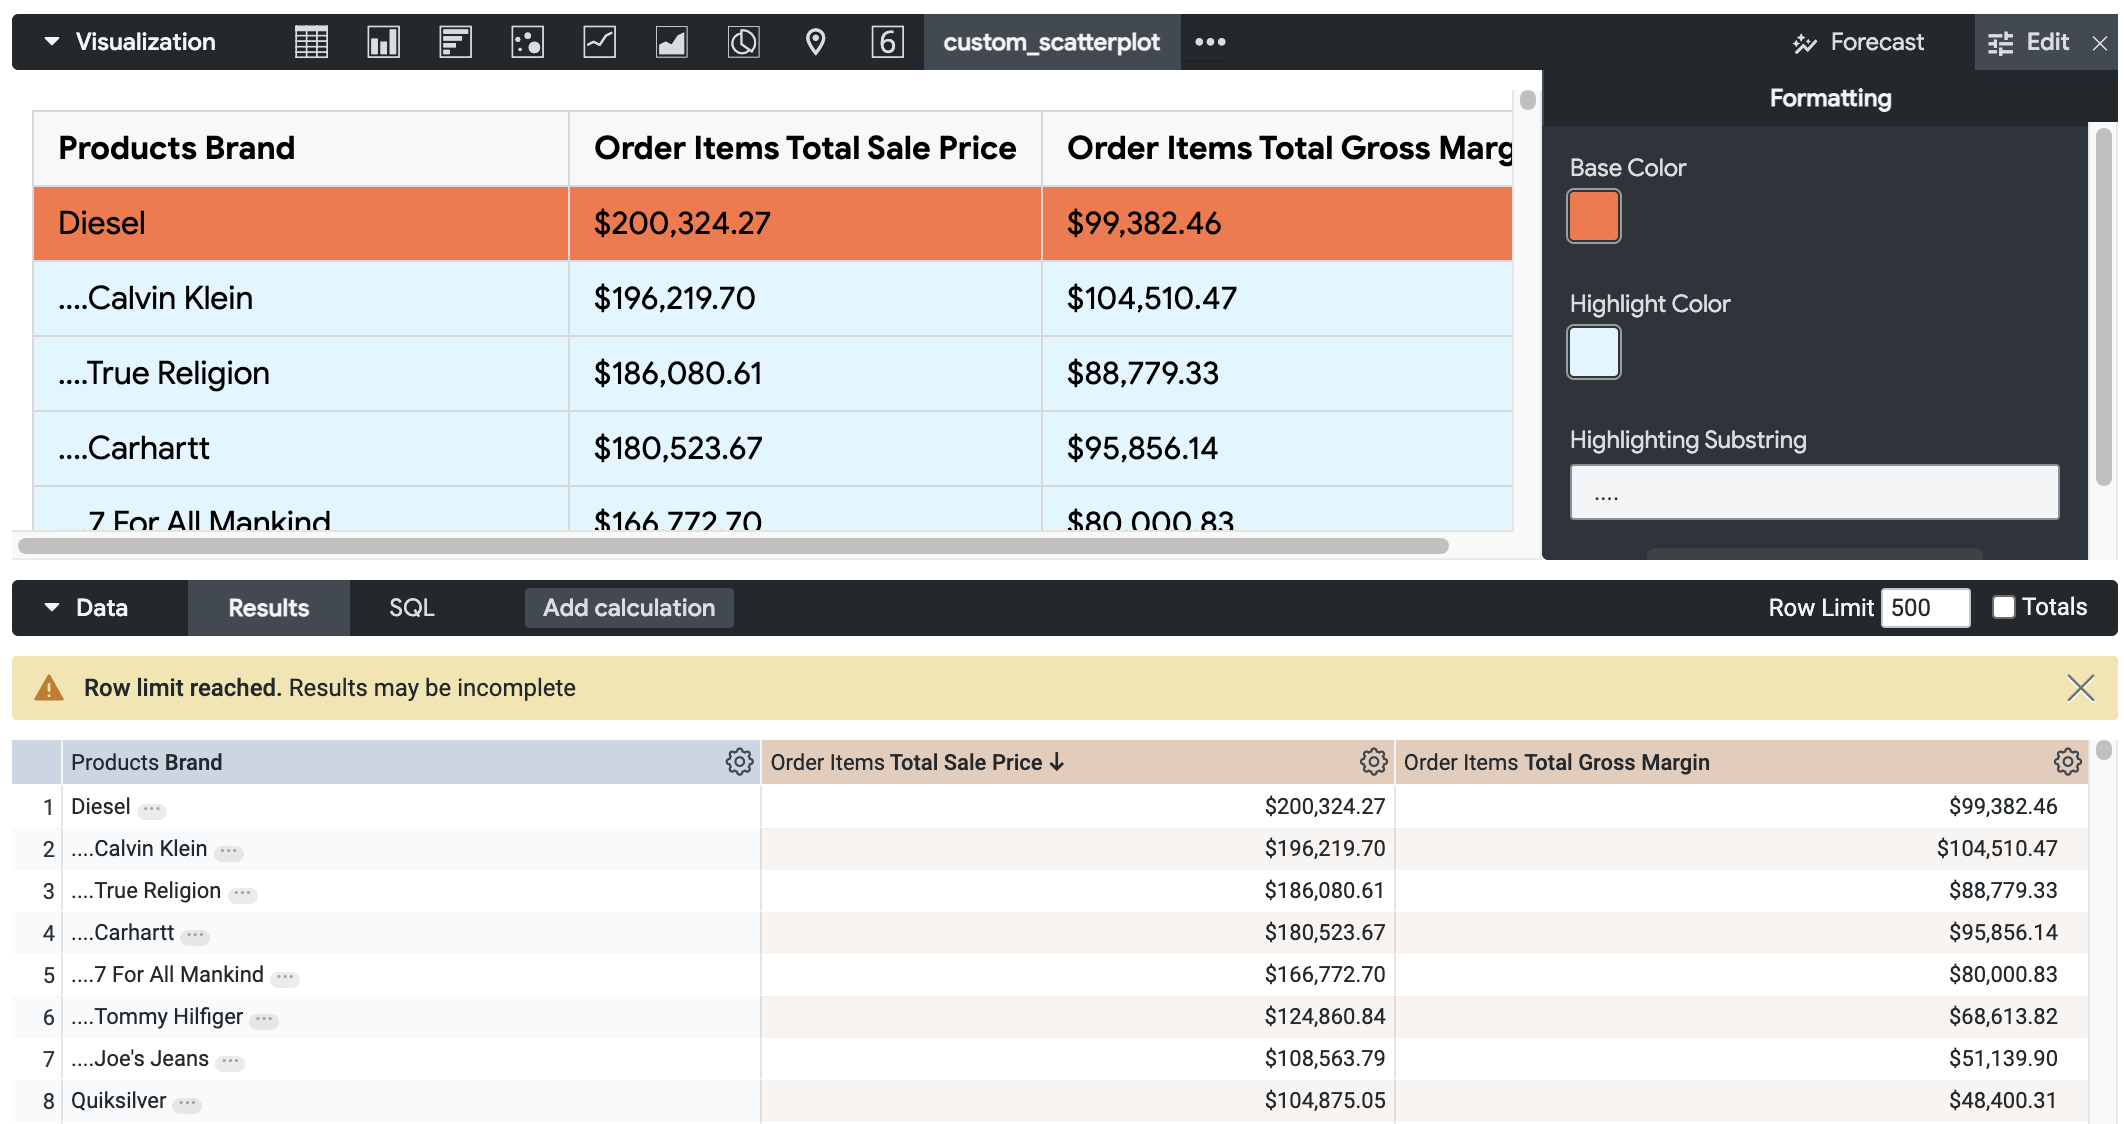 Visualization 6 custom_scatterplot ••• Forecast Edit
Formatting
Products Brand Order Items Total Sale Price Order Items Total Gross Marg
Diesel $200,324.27 $99,382.46
....Calvin Klein $196,219.70 $104,510.47
....True Religion $186,080.61 $88,779.33
....Carhartt $180,523.67 $95,856.14
....7 For All Mankind $166,772.70 $80,000.83
Base Color
Highlight Color
Highlighting Substring
....
Data Results SQL Add calculation Row Limit 500 Totals
Row limit reached. Results may be incomplete
Products Brand Order Items Total Sale Price ↓ Order Items Total Gross Margin
1 Diesel $200,324.27 $99,382.46
2 ....Calvin Klein $196,219.70 $104,510.47
3 ....True Religion $186,080.61 $88,779.33
4 ....Carhartt $180,523.67 $95,856.14
5 ....7 For All Mankind $166,772.70 $80,000.83
6 ....Tommy Hilfiger $124,860.84 $68,613.82
7 ....Joe's Jeans $108,563.79 $51,139.90
8 Quiksilver $104,875.05 $48,400.31